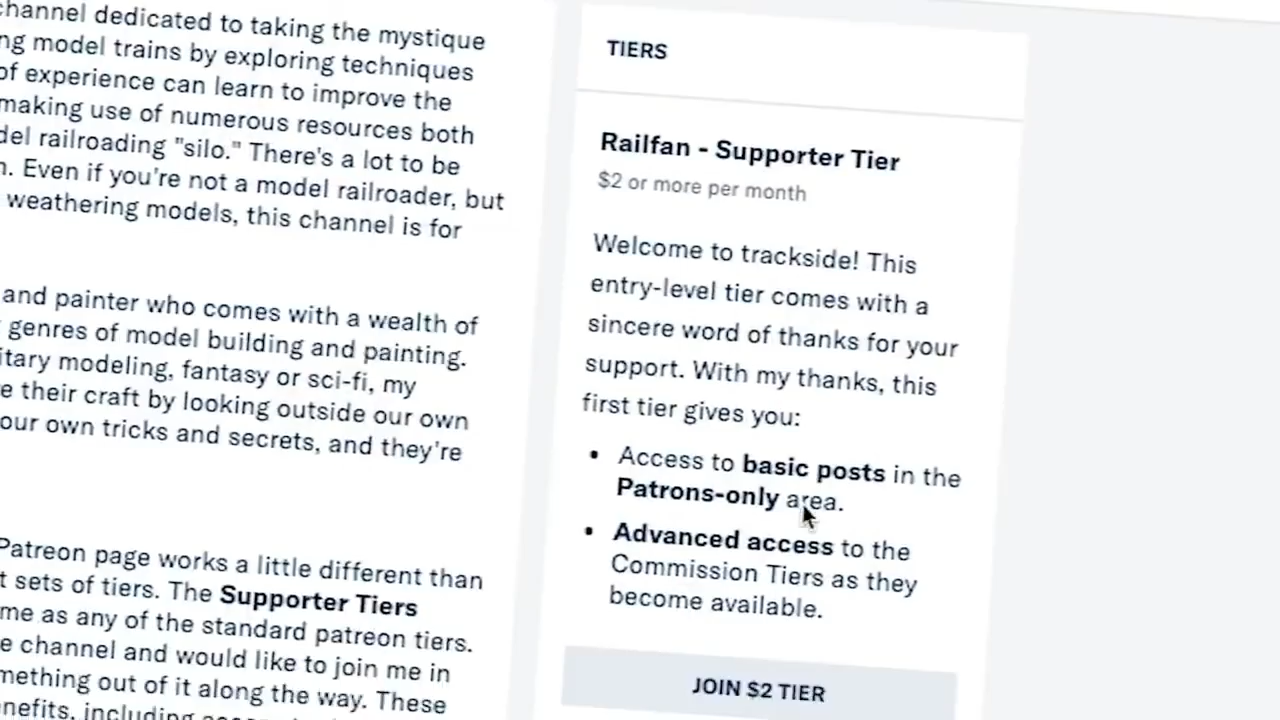 channel dedicated to taking the mystique
ng model trains by exploring techniques
of experience can learn to improve the
making use of numerous resources both
del railroading "silo." There's a lot to be
n. Even if you're not a model railroader, but
weathering models, this channel is for
and painter who comes with a wealth of
genres of model building and painting.
itary modeling, fantasy or sci-fi, my
e their craft by looking outside our own
our own tricks and secrets, and they're
Patreon page works a little different than
t sets of tiers. The Supporter Tiers
me as any of the standard patreon tiers.
e channel and would like to join me in
mething out of it along the way. These
nefits, including
TIERS
Railfan - Supporter Tier
$2 or more per month
Welcome to trackside! This
entry-level tier comes with a
sincere word of thanks for your
support. With my thanks, this
first tier gives you:
• Access to basic posts in the
Patrons-only area.
• Advanced access to the
Commission Tiers as they
become available.
JOIN $2 TIER